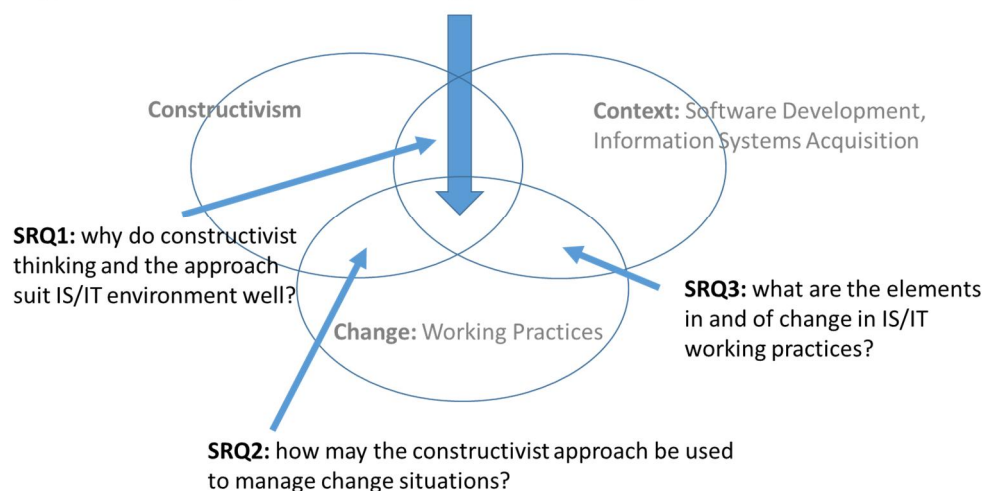 Constructivism
Context: Software Development,
Information Systems Acquisition
SRQ1: why do constructivist
thinking and the approach
suit IS/IT environment well?
SRQ3: what are the elements
in and of change in IS/IT
working practices?
Change: Working Practices
SRQ2: how may the constructivist approach be used
to manage change situations?